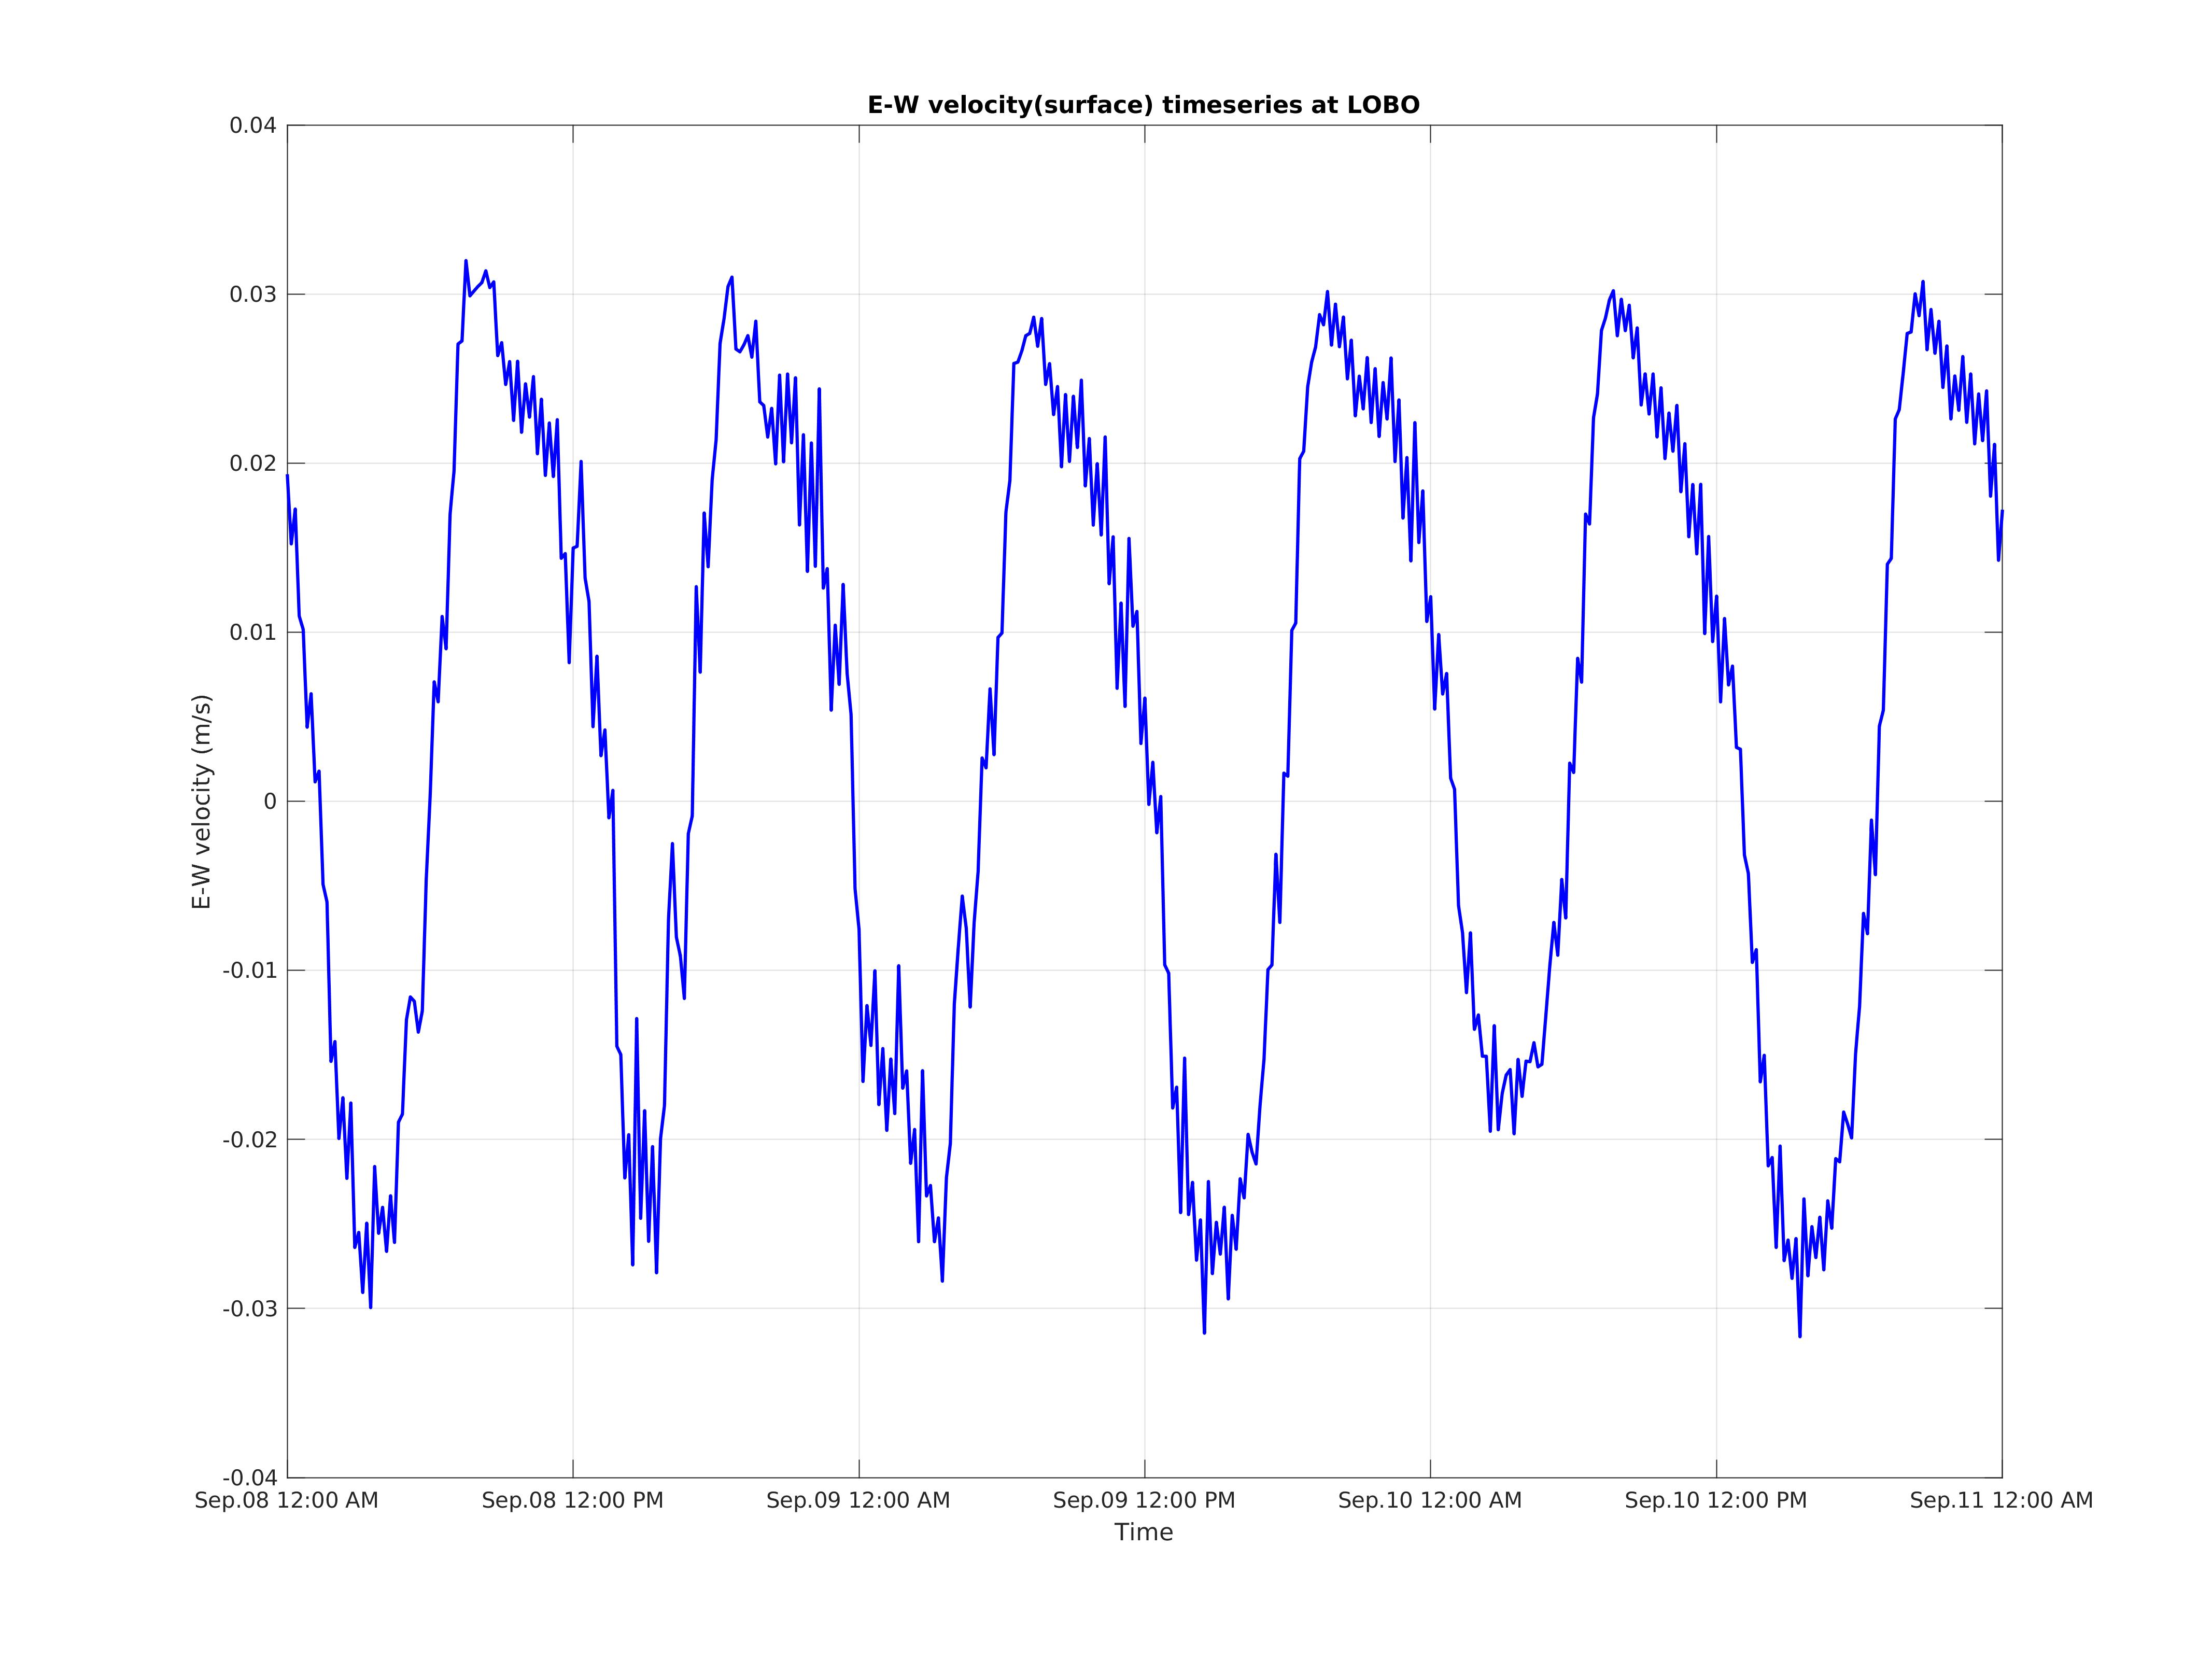 E-W velocity(surface) timeseries at LOBO
0.04
0.03
0.02
0.01
0
-0.01
-0.02
-0.03
-0.04
E-W velocity (m/s)
Sep.08 12:00 AM Sep.08 12:00 PM Sep.09 12:00 AM Sep.09 12:00 PM Sep.10 12:00 AM Sep.10 12:00 PM Sep.11 12:00 AM
Time